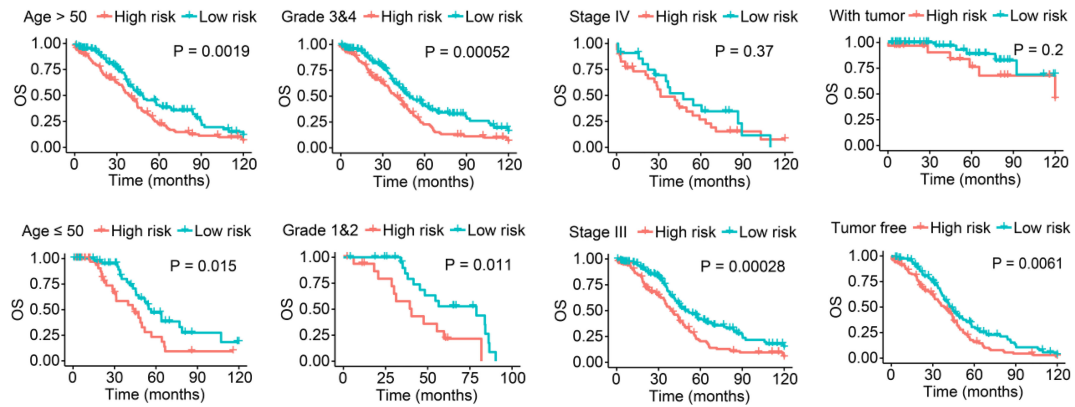 Age > 50 High risk Low risk
P = 0.0019
OS
1.00
0.75
0.50
0.25
0.00
0 30 60 90 120
Time (months)
Grade 3&4 High risk Low risk
P = 0.00052
OS
1.00
0.75
0.50
0.25
0.00
0 30 60 90 120
Time (months)
Stage IV High risk Low risk
P = 0.37
OS
1.00
0.75
0.50
0.25
0.00
0 30 60 90 120
Time (months)
With tumor High risk Low risk
P = 0.2
OS
1.00
0.75
0.50
0.25
0.00
0 30 60 90 120
Time (months)
Age ≤ 50 High risk Low risk
P = 0.015
OS
1.00
0.75
0.50
0.25
0.00
0 30 60 90 120
Time (months)
Grade 1&2 High risk Low risk
P = 0.011
OS
1.00
0.75
0.50
0.25
0.00
0 25 50 75 100
Time (months)
Stage III High risk Low risk
P = 0.00028
OS
1.00
0.75
0.50
0.25
0.00
0 30 60 90 120
Time (months)
Tumor free High risk Low risk
P = 0.0061
OS
1.00
0.75
0.50
0.25
0.00
0 30 60 90 120
Time (months)